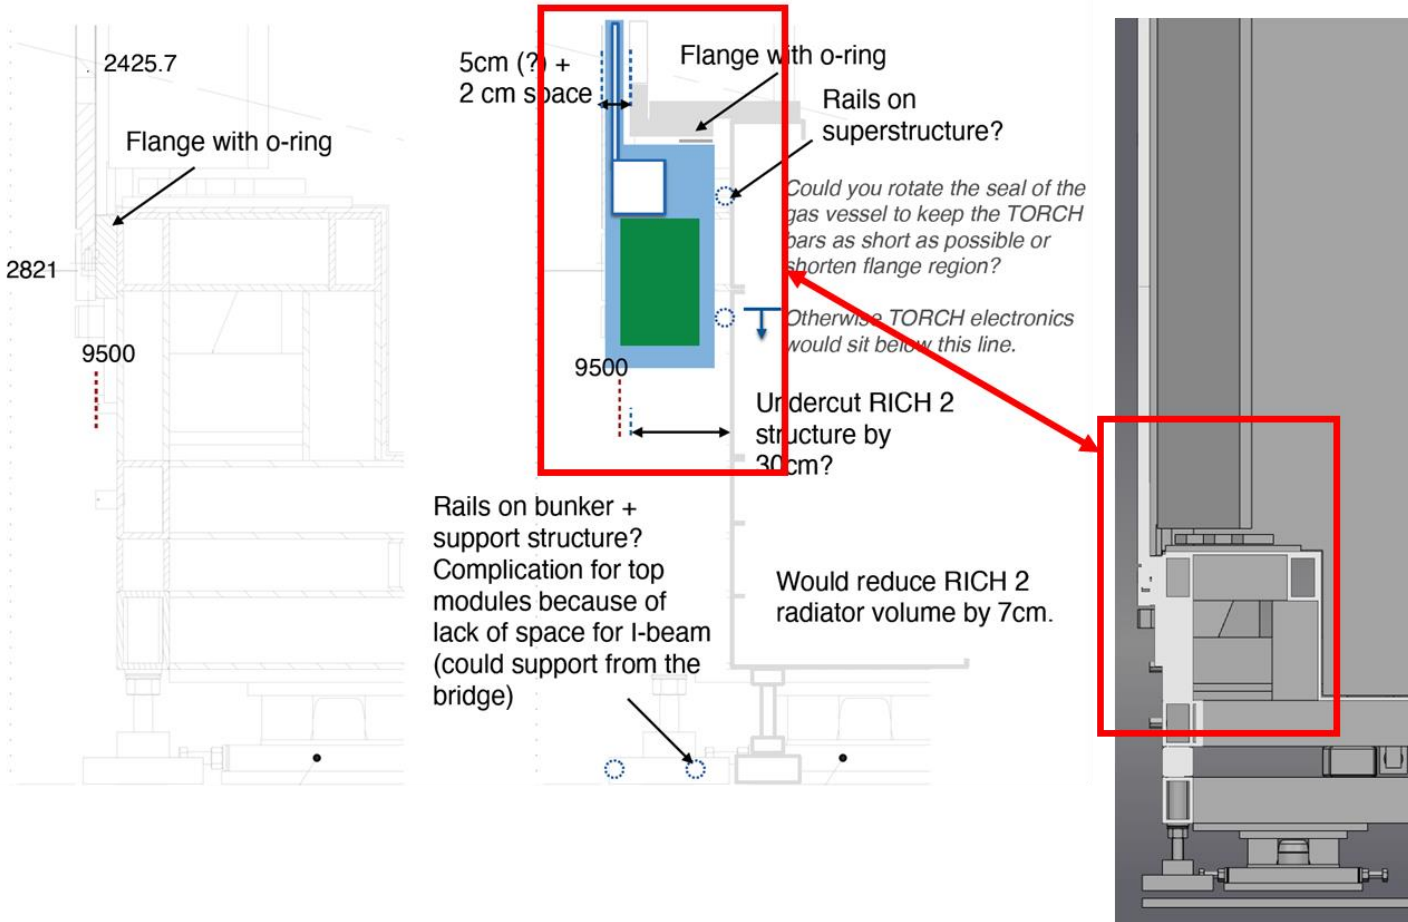 2425.7
Flange with o-ring
2821
9500
5cm (?) +
2 cm space
Flange with o-ring
Rails on
superstructure?
Could you rotate the seal of the
gas vessel to keep the TORCH
bars as short as possible or
shorten flange region?
Otherwise TORCH electronics
would sit below this line.
9500
Undercut RICH 2
structure by
30cm?
Rails on bunker +
support structure?
Complication for top
modules because of
lack of space for I-beam
(could support from the
bridge)
Would reduce RICH 2
radiator volume by 7cm.